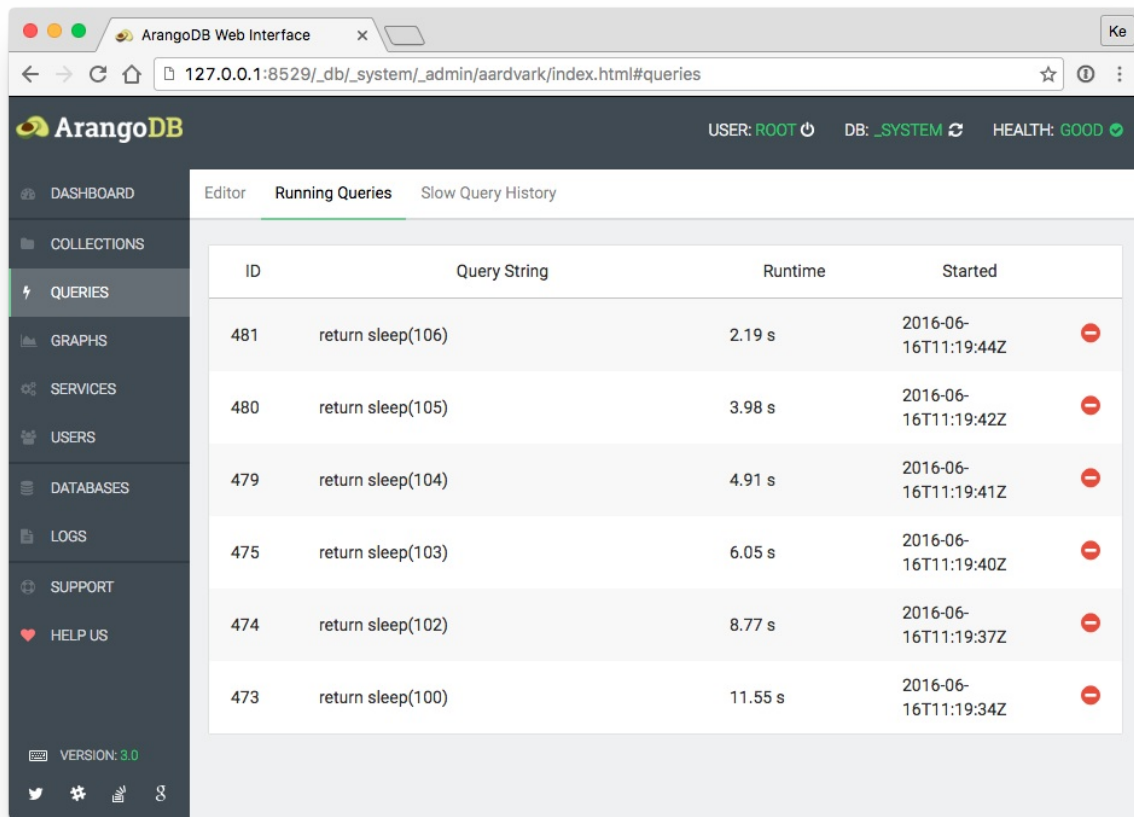 ArangoDB Web Interface
Ke
127.0.0.1:8529/_db/_system/_admin/aardvark/index.html#queries
ArangoDB
USER: ROOT DB: _SYSTEM HEALTH: GOOD
DASHBOARD
COLLECTIONS
QUERIES
GRAPHS
SERVICES
USERS
DATABASES
LOGS
SUPPORT
HELP US
VERSION: 3.0
Editor Running Queries Slow Query History
ID Query String Runtime Started
481 return sleep(106) 2.19 s 2016-06-
16T11:19:44Z
480 return sleep(105) 3.98 s 2016-06-
16T11:19:42Z
479 return sleep(104) 4.91 s 2016-06-
16T11:19:41Z
475 return sleep(103) 6.05 s 2016-06-
16T11:19:40Z
474 return sleep(102) 8.77 s 2016-06-
16T11:19:37Z
473 return sleep(100) 11.55 s 2016-06-
16T11:19:34Z